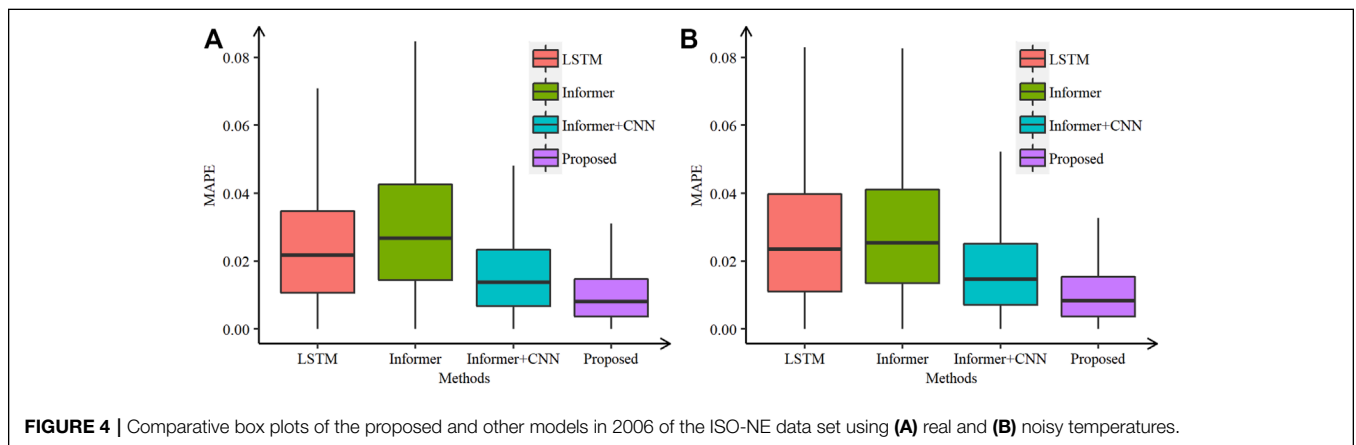 A
MAPE
0.08
0.06
0.04
0.02
0.00
LSTM
Informer
Informer+CNN
Proposed
LSTM Informer Informer+CNN Proposed
Methods
B
MAPE
0.08
0.06
0.04
0.02
0.00
LSTM
Informer
Informer+CNN
Proposed
LSTM Informer Informer+CNN Proposed
Methods
FIGURE 4 | Comparative box plots of the proposed and other models in 2006 of the ISO-NE data set using (A) real and (B) noisy temperatures.